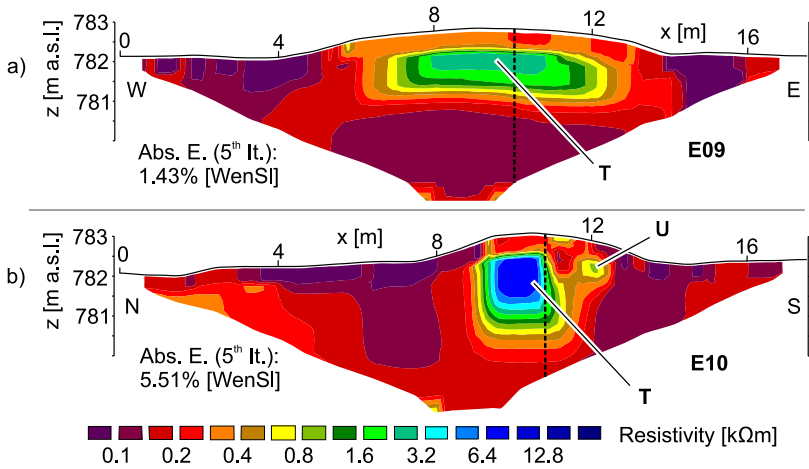 a)
783
782
781
z [m a.s.l.]
0 4 8 12 x [m] 16
W E
Abs. E. (5th It.):
1.43% [WenSl]
T
E09
b)
783
782
781
z [m a.s.l.]
0 4 x [m] 8 12 16
U
N S
Abs. E. (5th It.):
5.51% [WenSl]
T
E10
Resistivity [kΩm]
0.1 0.2 0.4 0.8 1.6 3.2 6.4 12.8